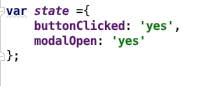 var state ={
    buttonClicked: 'yes',
    modalOpen: 'yes'
};